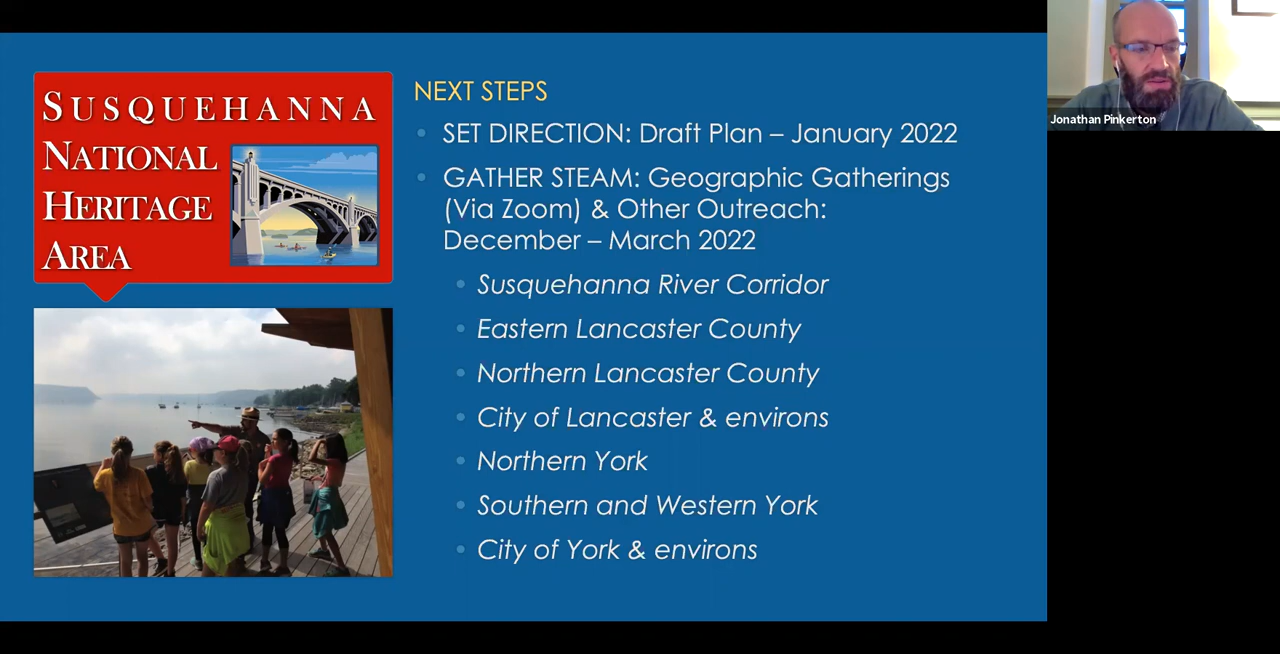 SUSQUEHANNA
NATIONAL
HERITAGE
AREA
NEXT STEPS
• SET DIRECTION: Draft Plan – January 2022
• GATHER STEAM: Geographic Gatherings
(Via Zoom) & Other Outreach:
December – March 2022
• Susquehanna River Corridor
• Eastern Lancaster County
• Northern Lancaster County
• City of Lancaster & environs
• Northern York
• Southern and Western York
• City of York & environs
Jonathan Pinkerton